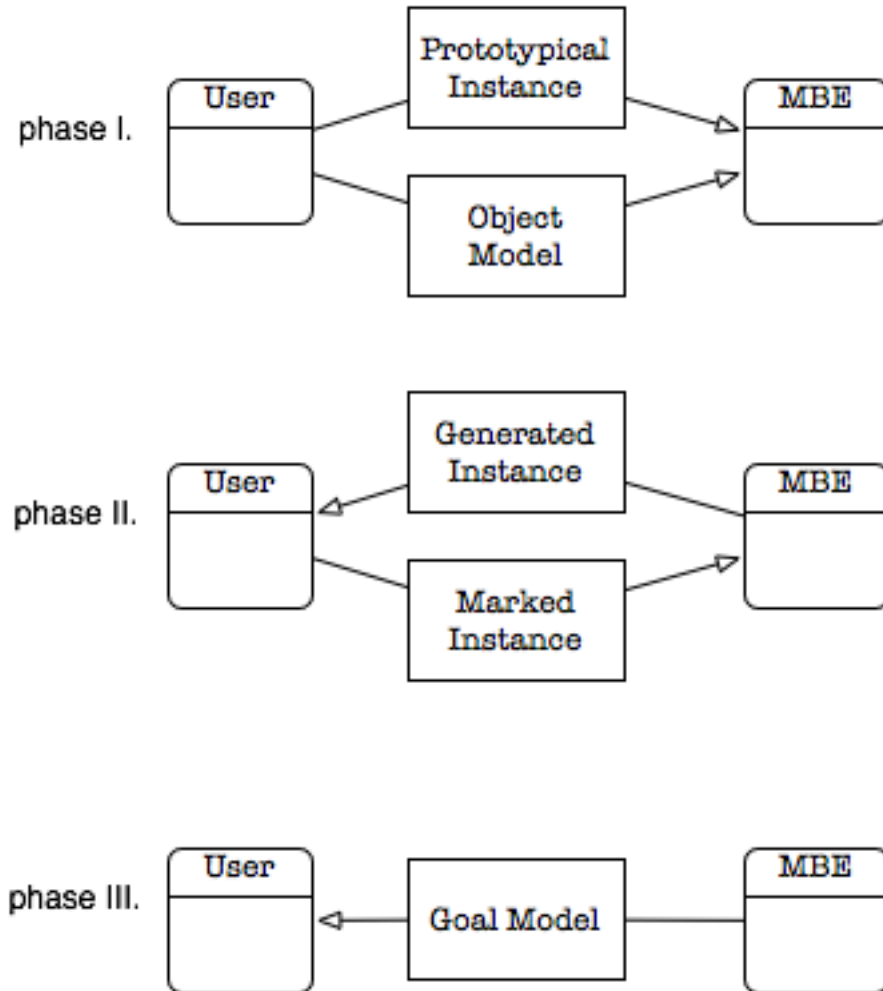 Prototypical
Instance
User
MBE
phase I.
Object
Model
Generated
Instance
User
MBE
phase II.
Marked
Instance
User
MBE
phase III.
Goal Model